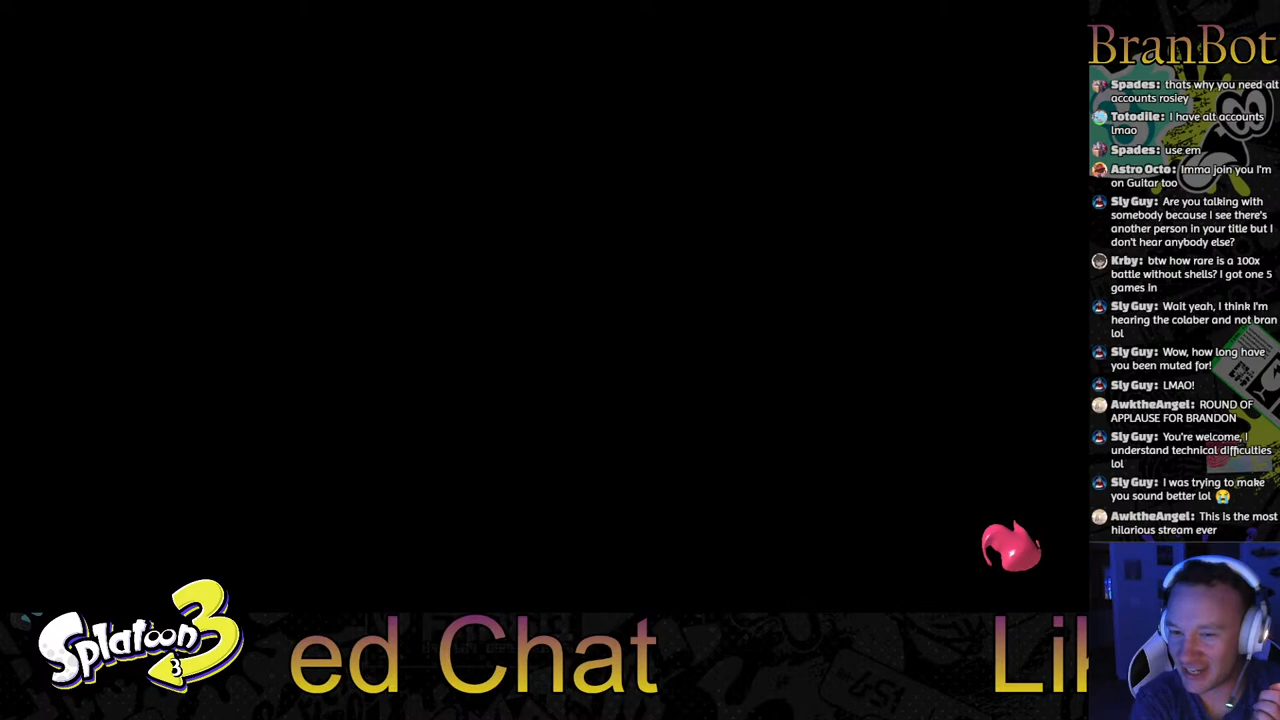 BranBot
Spades: thats why you need alt
accounts rosiey
Totodile: I have alt accounts
lmao
Spades: use em
Astro Octo: Imma join you I'm
on Guitar too
Sly Guy: Are you talking with
somebody because I see there's
another person in your title but I
don't hear anybody else?
Krby: btw how rare is a 100x
battle without shells? I got one 5
games in
Sly Guy: Wait yeah, I think I'm
hearing the colaber and not bran
lol
Sly Guy: Wow, how long have
you been muted for!
Sly Guy: LMAO!
AwktheAngel: ROUND OF
APPLAUSE FOR BRANDON
Sly Guy: You're welcome, I
understand technical difficulties
lol
Sly Guy: I was trying to make
you sound better lol 😭
AwktheAngel: This is the most
hilarious stream ever
Splatoon 3
ed Chat
Lik